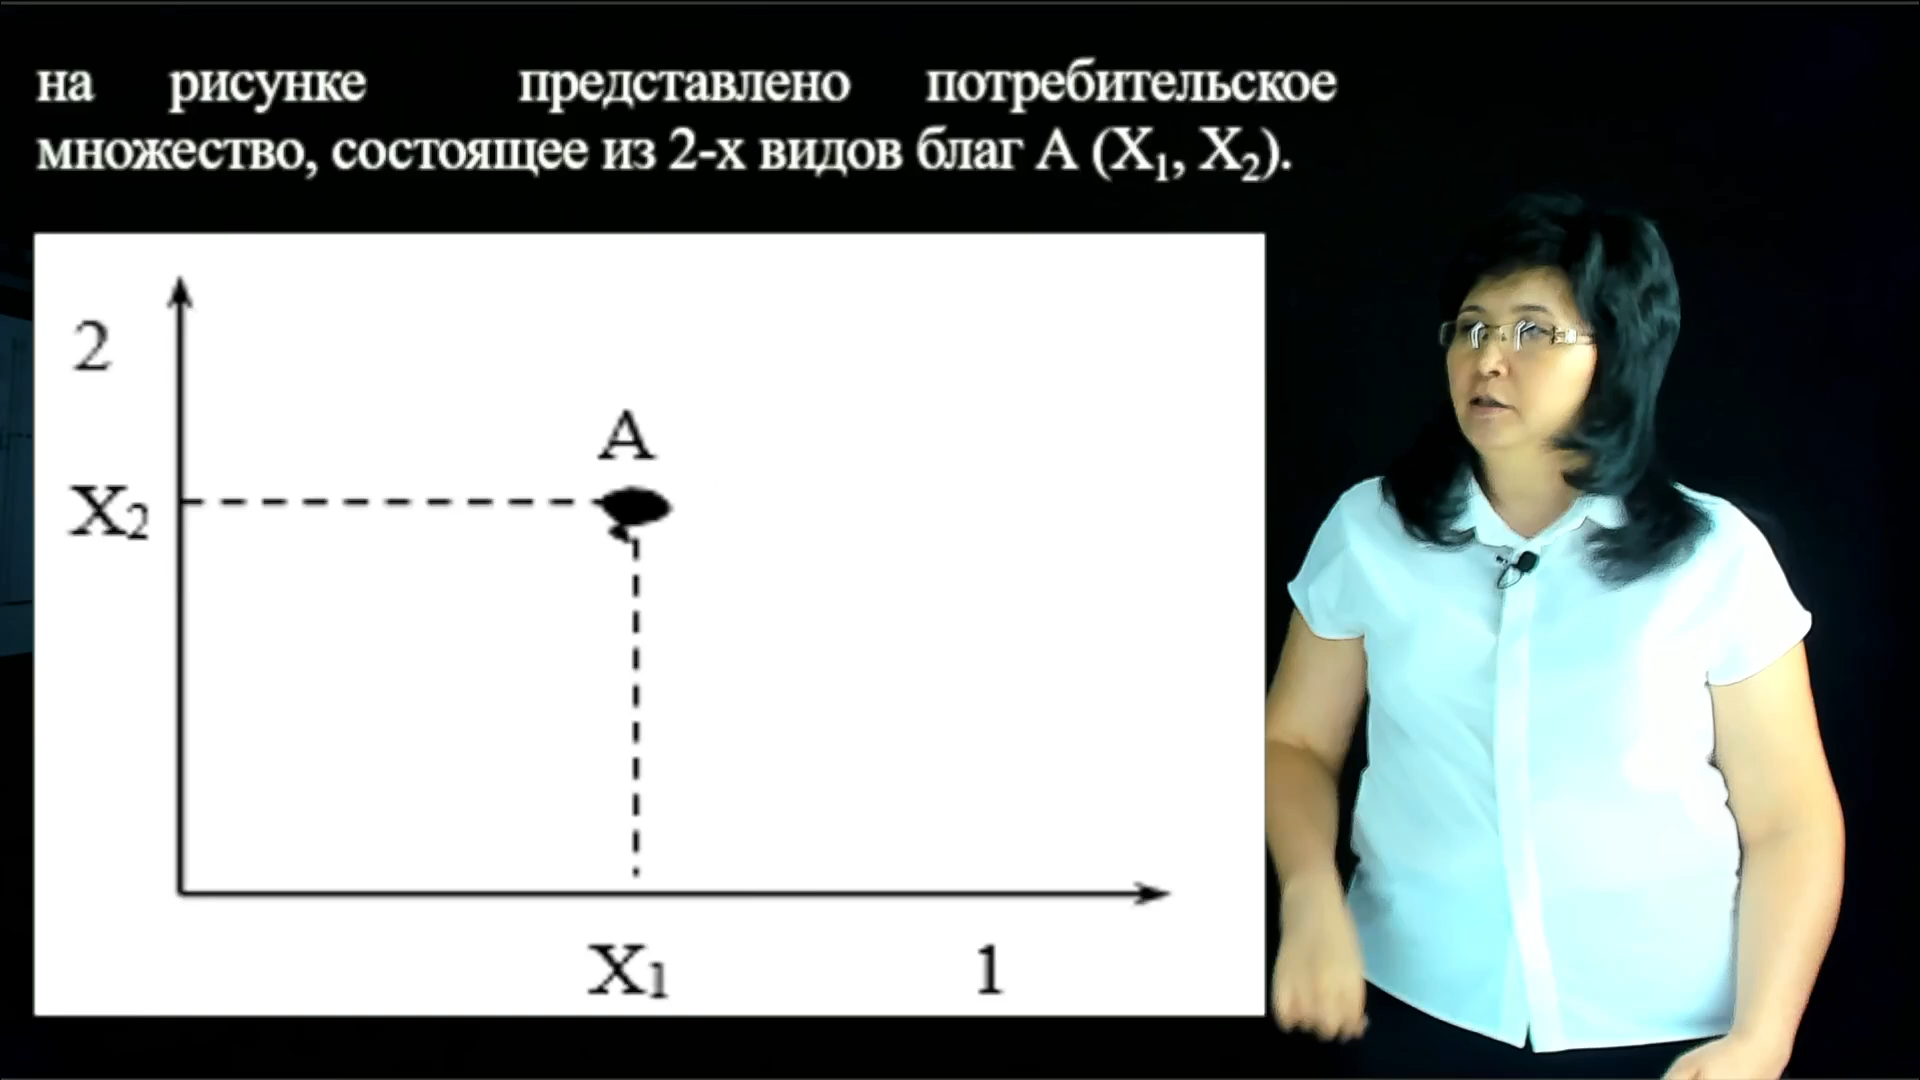 на рисунке представлено потребительское
множество, состоящее из 2-х видов благ А (X₁, X₂).
2
А
X₂
X₁ 1